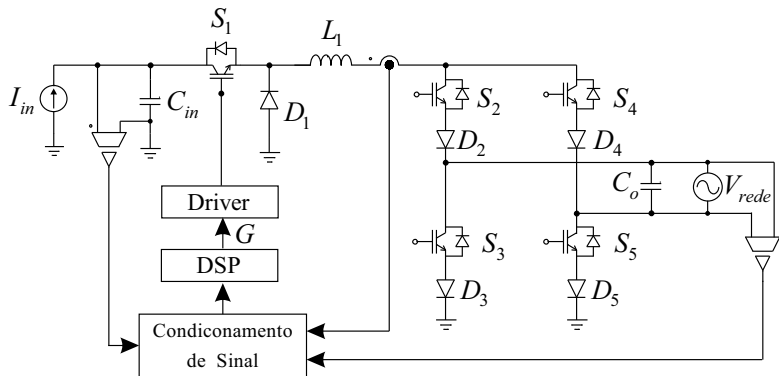 S1
L1
Iin
Cin
D1
S2
S4
D2
D4
Co
Vrede
Driver
G
DSP
S3
S5
D3
D5
Condiconamento
de Sinal